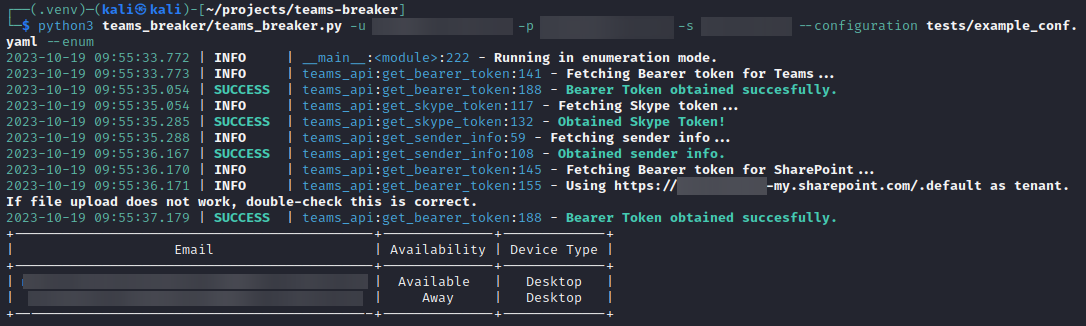 (.venv)-(kali㉿kali)-[~/projects/teams-breaker]
$ python3 teams_breaker/teams_breaker.py -u -p -s --configuration tests/example_conf.
yaml --enum
2023-10-19 09:55:33.772 | INFO | __main__:<module>:222 - Running in enumeration mode.
2023-10-19 09:55:33.773 | INFO | teams_api:get_bearer_token:141 - Fetching Bearer token for Teams...
2023-10-19 09:55:35.054 | SUCCESS | teams_api:get_bearer_token:188 - Bearer Token obtained succesfully.
2023-10-19 09:55:35.054 | INFO | teams_api:get_skype_token:117 - Fetching Skype token...
2023-10-19 09:55:35.285 | SUCCESS | teams_api:get_skype_token:132 - Obtained Skype Token!
2023-10-19 09:55:35.288 | INFO | teams_api:get_sender_info:59 - Fetching sender info...
2023-10-19 09:55:36.167 | SUCCESS | teams_api:get_sender_info:108 - Obtained sender info.
2023-10-19 09:55:36.170 | INFO | teams_api:get_bearer_token:145 - Fetching Bearer token for SharePoint...
2023-10-19 09:55:36.171 | INFO | teams_api:get_bearer_token:155 - Using https:// -my.sharepoint.com/.default as tenant.
If file upload does not work, double-check this is correct.
2023-10-19 09:55:37.179 | SUCCESS | teams_api:get_bearer_token:188 - Bearer Token obtained succesfully.
| Email | Availability | Device Type |
| | Available | Desktop |
| | Away | Desktop |